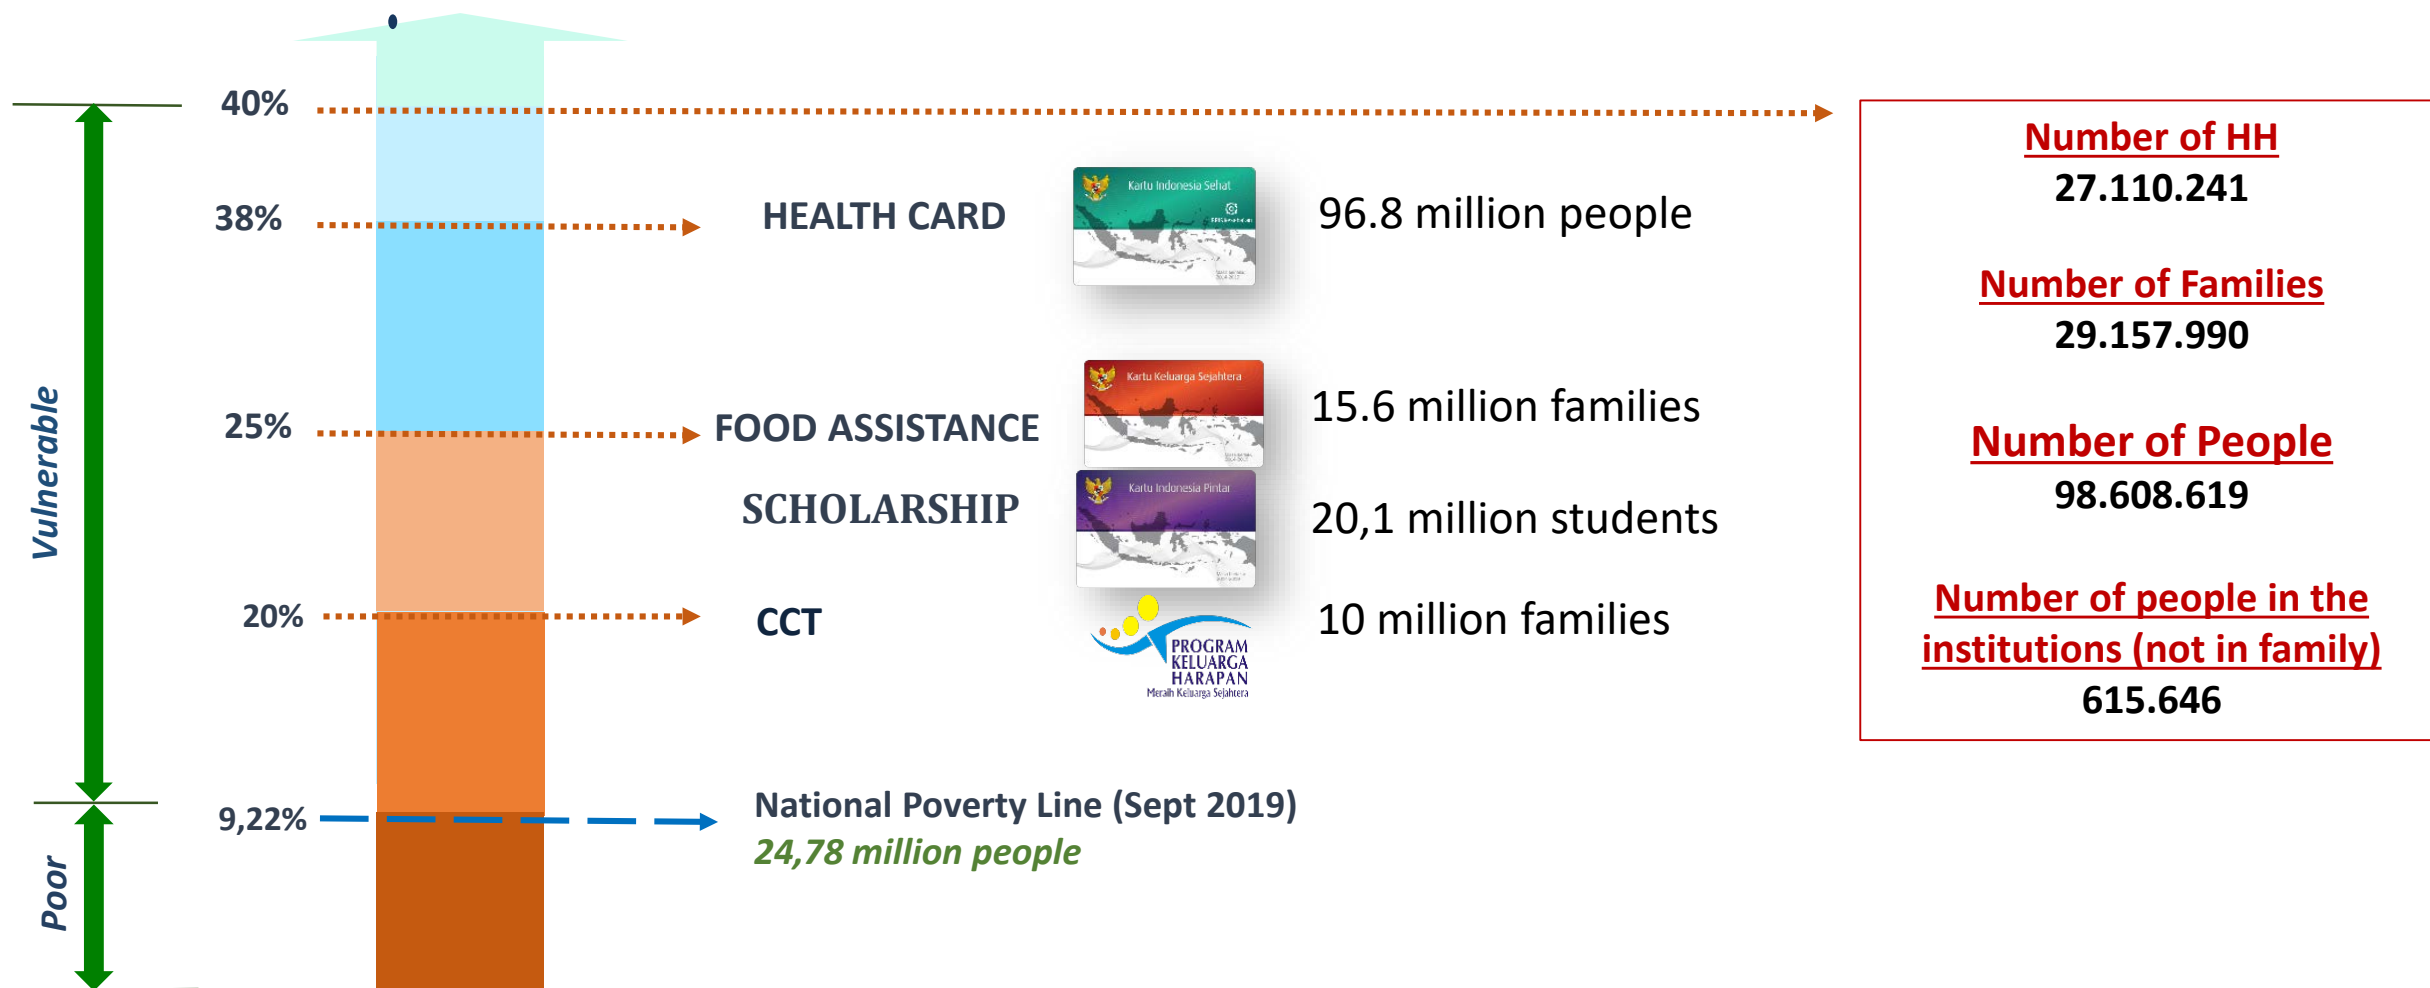 40%
38%
HEALTH CARD
Kartu Indonesia Sehat
96.8 million people
Vulnerable
25%
FOOD ASSISTANCE
Kartu Keluarga Sejahtera
15.6 million families
SCHOLARSHIP
Kartu Indonesia Pintar
20,1 million students
20%
CCT
PROGRAM
KELUARGA
HARAPAN
Meraih Keluarga Sejahtera
10 million families
Poor
9,22%
National Poverty Line (Sept 2019)
24,78 million people
Number of HH
27.110.241
Number of Families
29.157.990
Number of People
98.608.619
Number of people in the
institutions (not in family)
615.646